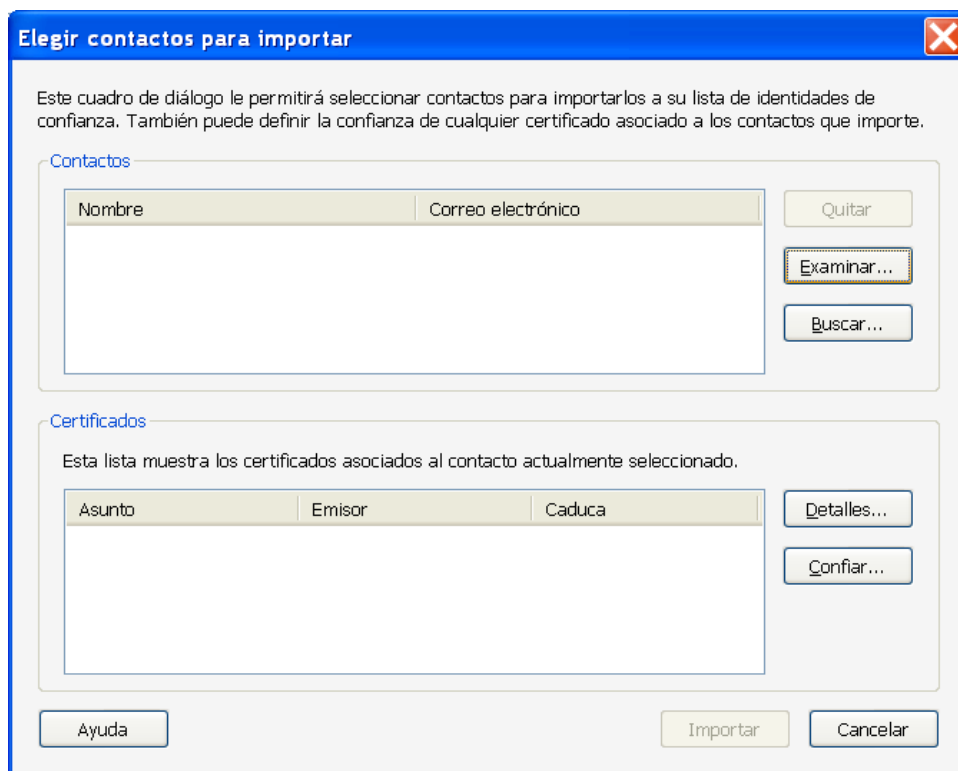 Elegir contactos para importar
Este cuadro de diálogo le permitirá seleccionar contactos para importarlos a su lista de identidades de
confianza. También puede definir la confianza de cualquier certificado asociado a los contactos que importe.
Contactos
Nombre Correo electrónico
Quitar
Examinar...
Buscar...
Certificados
Esta lista muestra los certificados asociados al contacto actualmente seleccionado.
Asunto Emisor Caduca
Detalles...
Confiar...
Ayuda Importar Cancelar